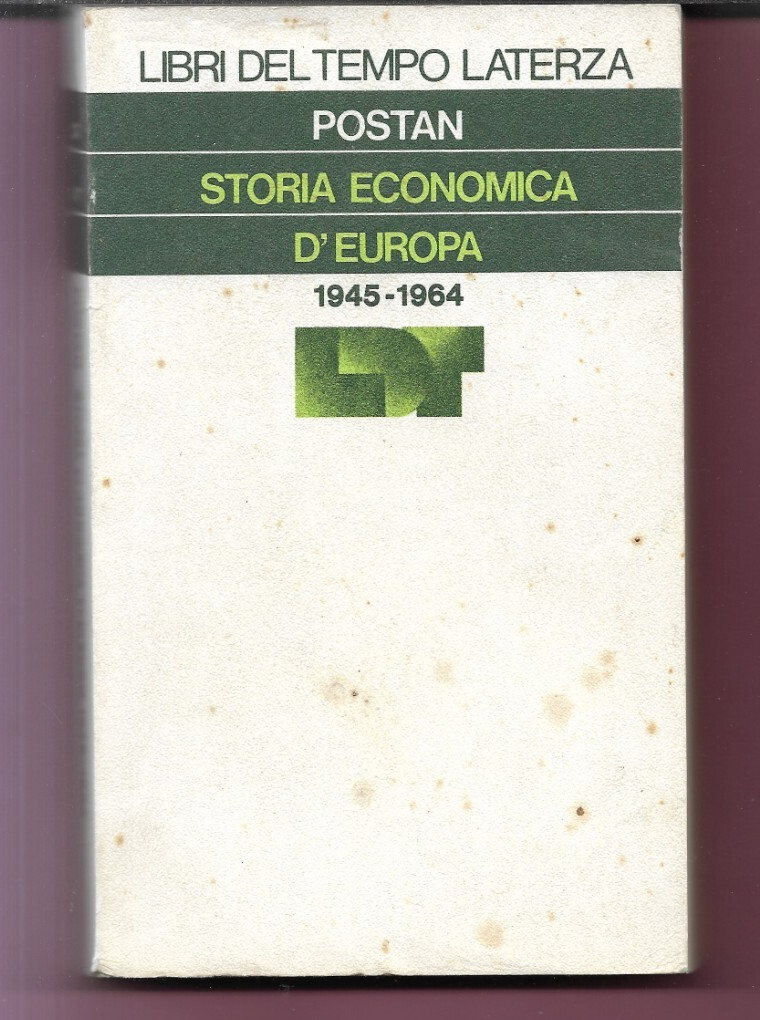 LIBRI DEL TEMPO LATERZA
POSTAN
STORIA ECONOMICA
D'EUROPA
1945-1964
LDT